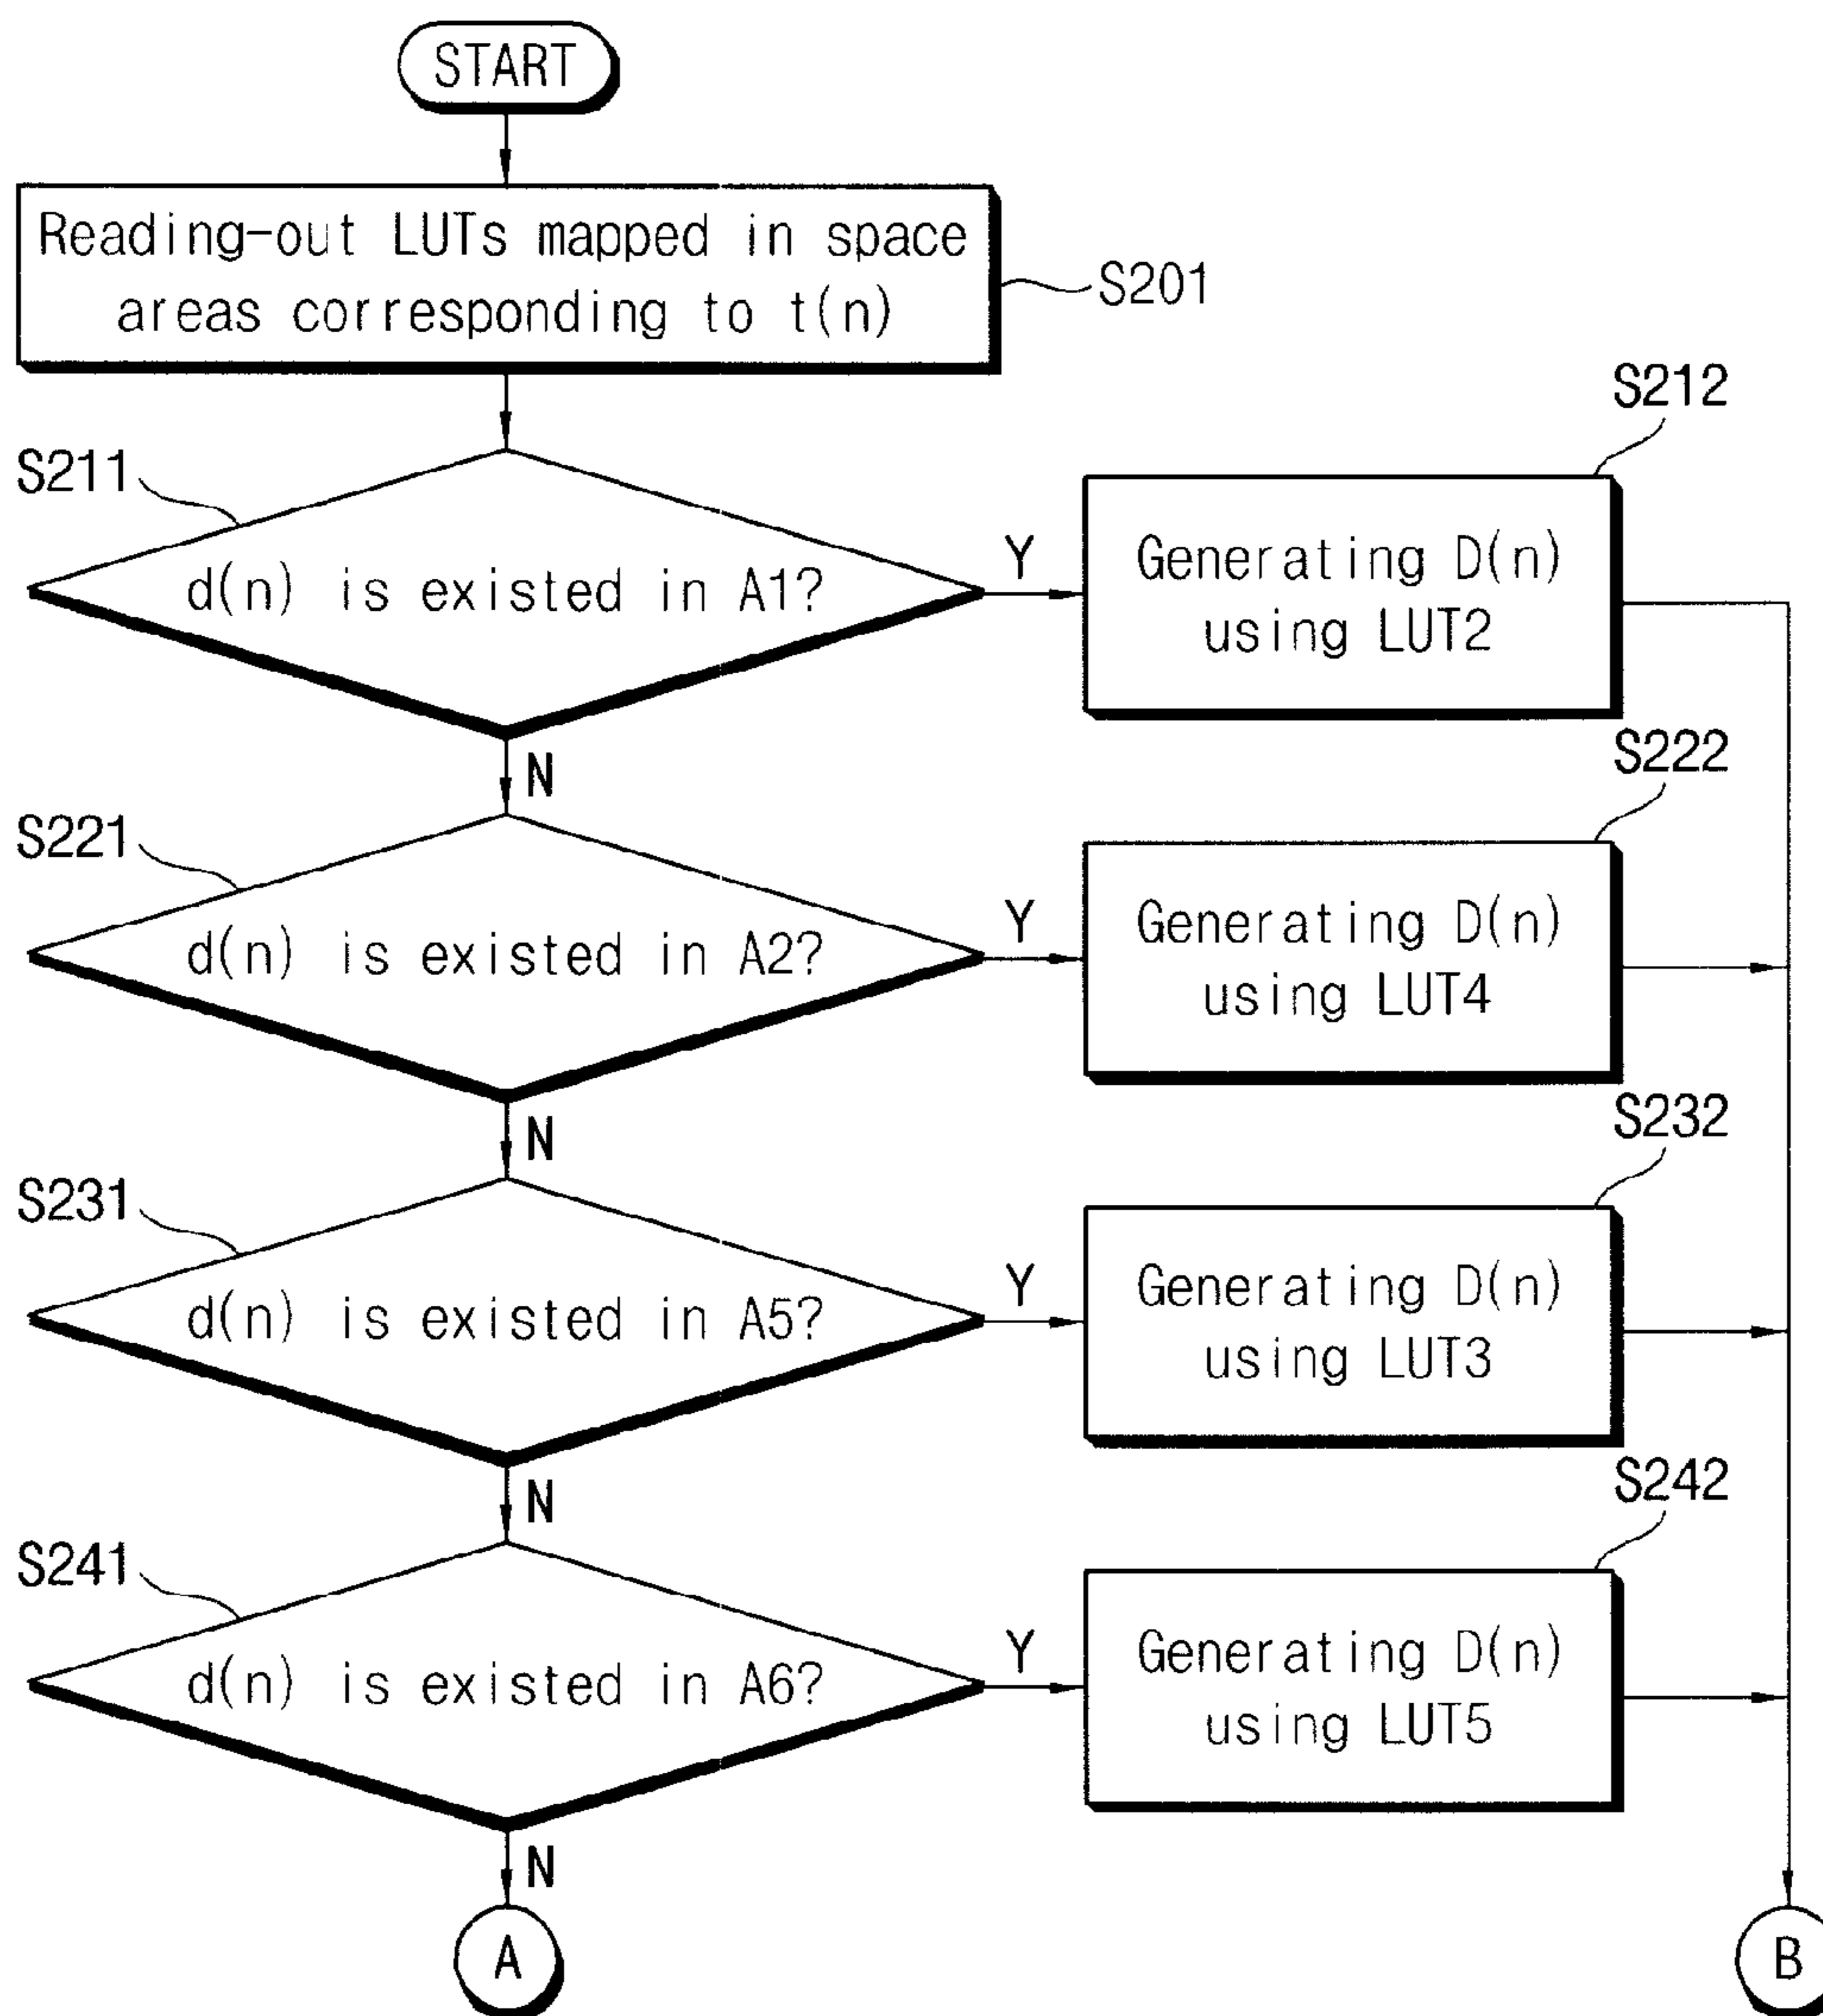 START
Reading-out LUTs mapped in space
areas corresponding to t(n)
S201
S211
d(n) is existed in A1?
Y
S212
Generating D(n)
using LUT2
N
S221
d(n) is existed in A2?
Y
S222
Generating D(n)
using LUT4
N
S231
d(n) is existed in A5?
Y
S232
Generating D(n)
using LUT3
N
S241
d(n) is existed in A6?
Y
S242
Generating D(n)
using LUT5
N
A
B